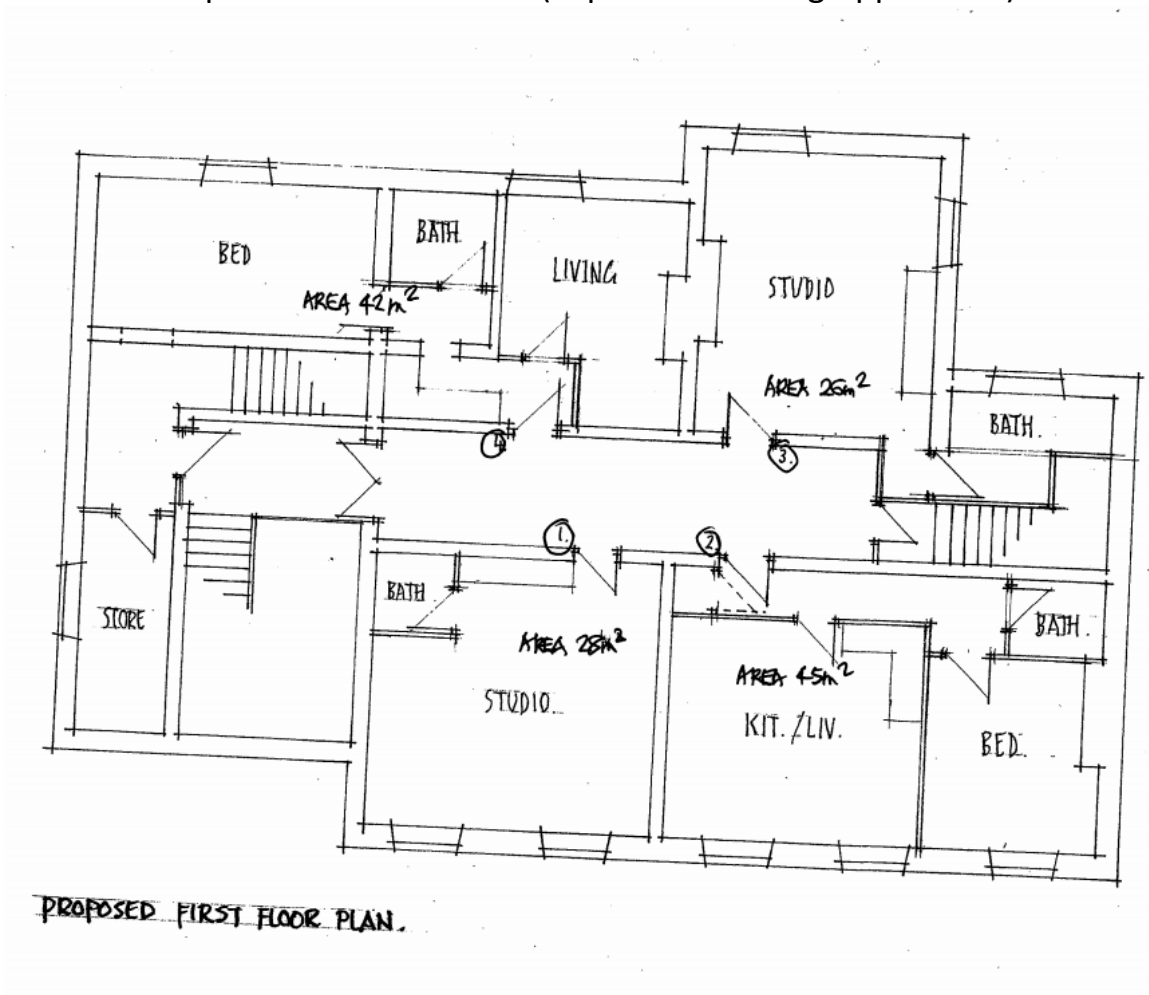 BATH
BED
LIVING
STUDIO
AREA 42m²
AREA 26m²
BATH.
4.
3.
1.
2.
BATH
STORE
BATH.
AREA 28m²
AREA 45m²
STUDIO.
KIT./LIV.
BED.
PROPOSED FIRST FLOOR PLAN.